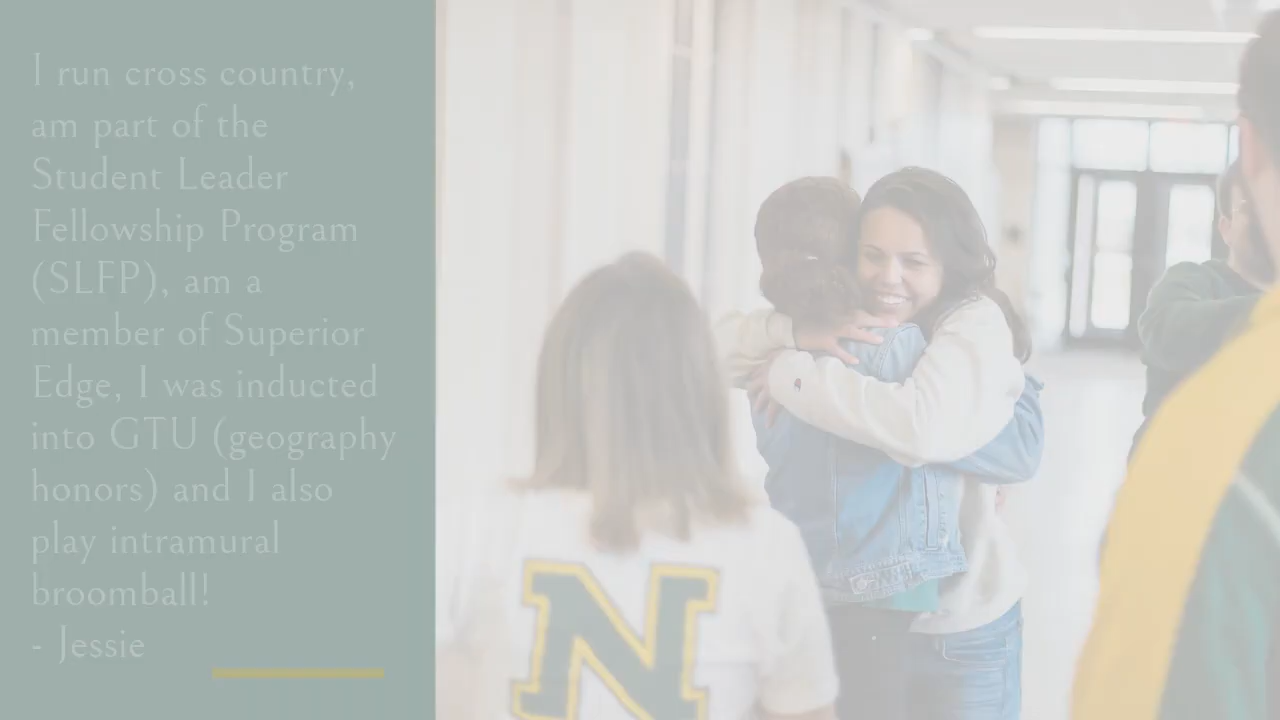 I run cross country,
am part of the
Student Leader
Fellowship Program
(SLFP), am a
member of Superior
Edge, I was inducted
into GTU (geography
honors) and I also
play intramural
broomball!
- Jessie
N